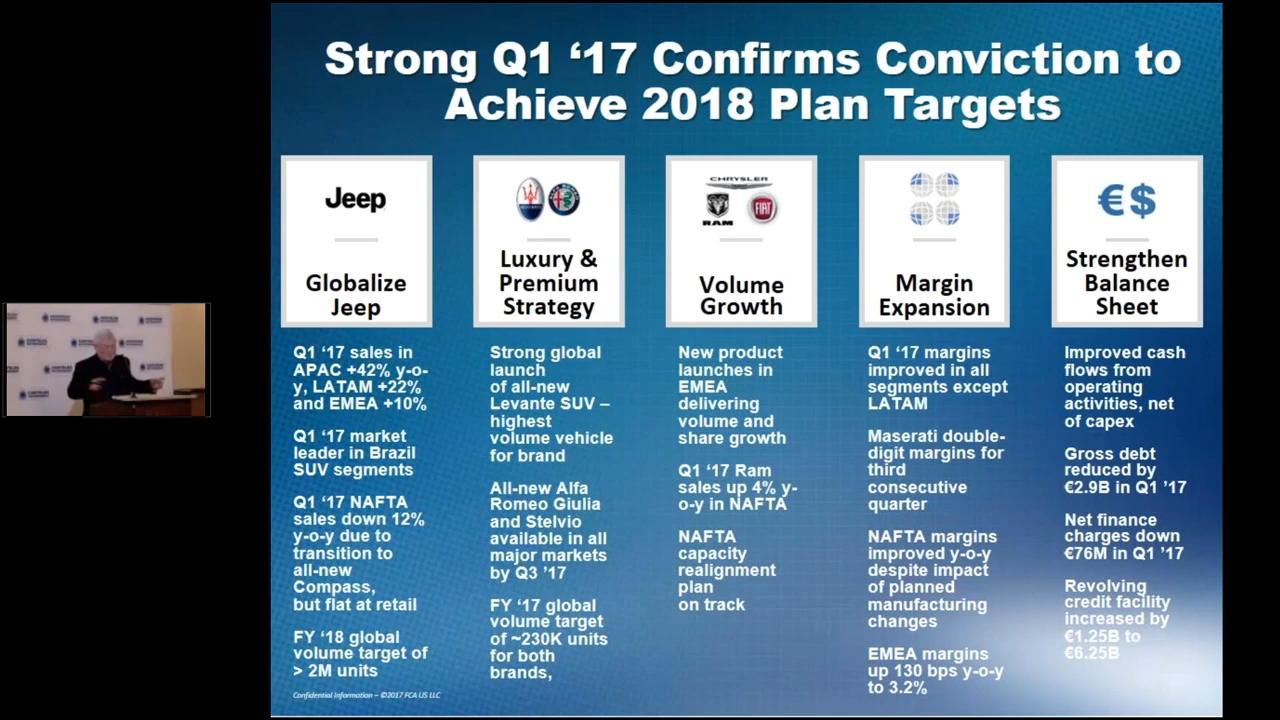 Strong Q1 ‘17 Confirms Conviction to
Achieve 2018 Plan Targets
Jeep
Globalize
Jeep
Q1 ‘17 sales in
APAC +42% y-o-
y, LATAM +22%
and EMEA +10%
Q1 ‘17 market
leader in Brazil
SUV segments
Q1 ‘17 NAFTA
sales down 12%
y-o-y due to
transition to
all-new
Compass,
but flat at retail
FY ‘18 global
volume target of
> 2M units
Luxury &
Premium
Strategy
Strong global
launch
of all-new
Levante SUV –
highest
volume vehicle
for brand
All-new Alfa
Romeo Giulia
and Stelvio
available in all
major markets
by Q3 ’17
FY ‘17 global
volume target
of ~230K units
for both
brands,
CHRYSLER
RAM
FIAT
Volume
Growth
New product
launches in
EMEA
delivering
volume and
share growth
Q1 ‘17 Ram
sales up 4% y-
o-y in NAFTA
NAFTA
capacity
realignment
plan
on track
Margin
Expansion
Q1 ‘17 margins
improved in all
segments except
LATAM
Maserati double-
digit margins for
third
consecutive
quarter
NAFTA margins
improved y-o-y
despite impact
of planned
manufacturing
changes
EMEA margins
up 130 bps y-o-y
to 3.2%
€ $
Strengthen
Balance
Sheet
Improved cash
flows from
operating
activities, net
of capex
Gross debt
reduced by
€2.9B in Q1 ’17
Net finance
charges down
€76M in Q1 ’17
Revolving
credit facility
increased by
€1.25B to
€6.25B
Confidential Information – ©2017 FCA US LLC